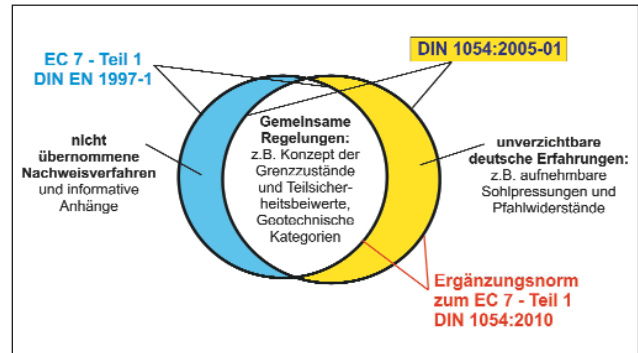 EC 7 - Teil 1
DIN EN 1997-1
DIN 1054:2005-01
nicht
übernommene
Nachweisverfahren
und informative
Anhänge
Gemeinsame
Regelungen:
z.B. Konzept der
Grenzzustände
und Teilsicher-
heitsbeiwerte,
Geotechnische
Kategorien
unverzichtbare
deutsche Erfahrungen:
z.B. aufnehmbare
Sohlpressungen und
Pfahlwiderstände
Ergänzungsnorm
zum EC 7 - Teil 1
DIN 1054:2010